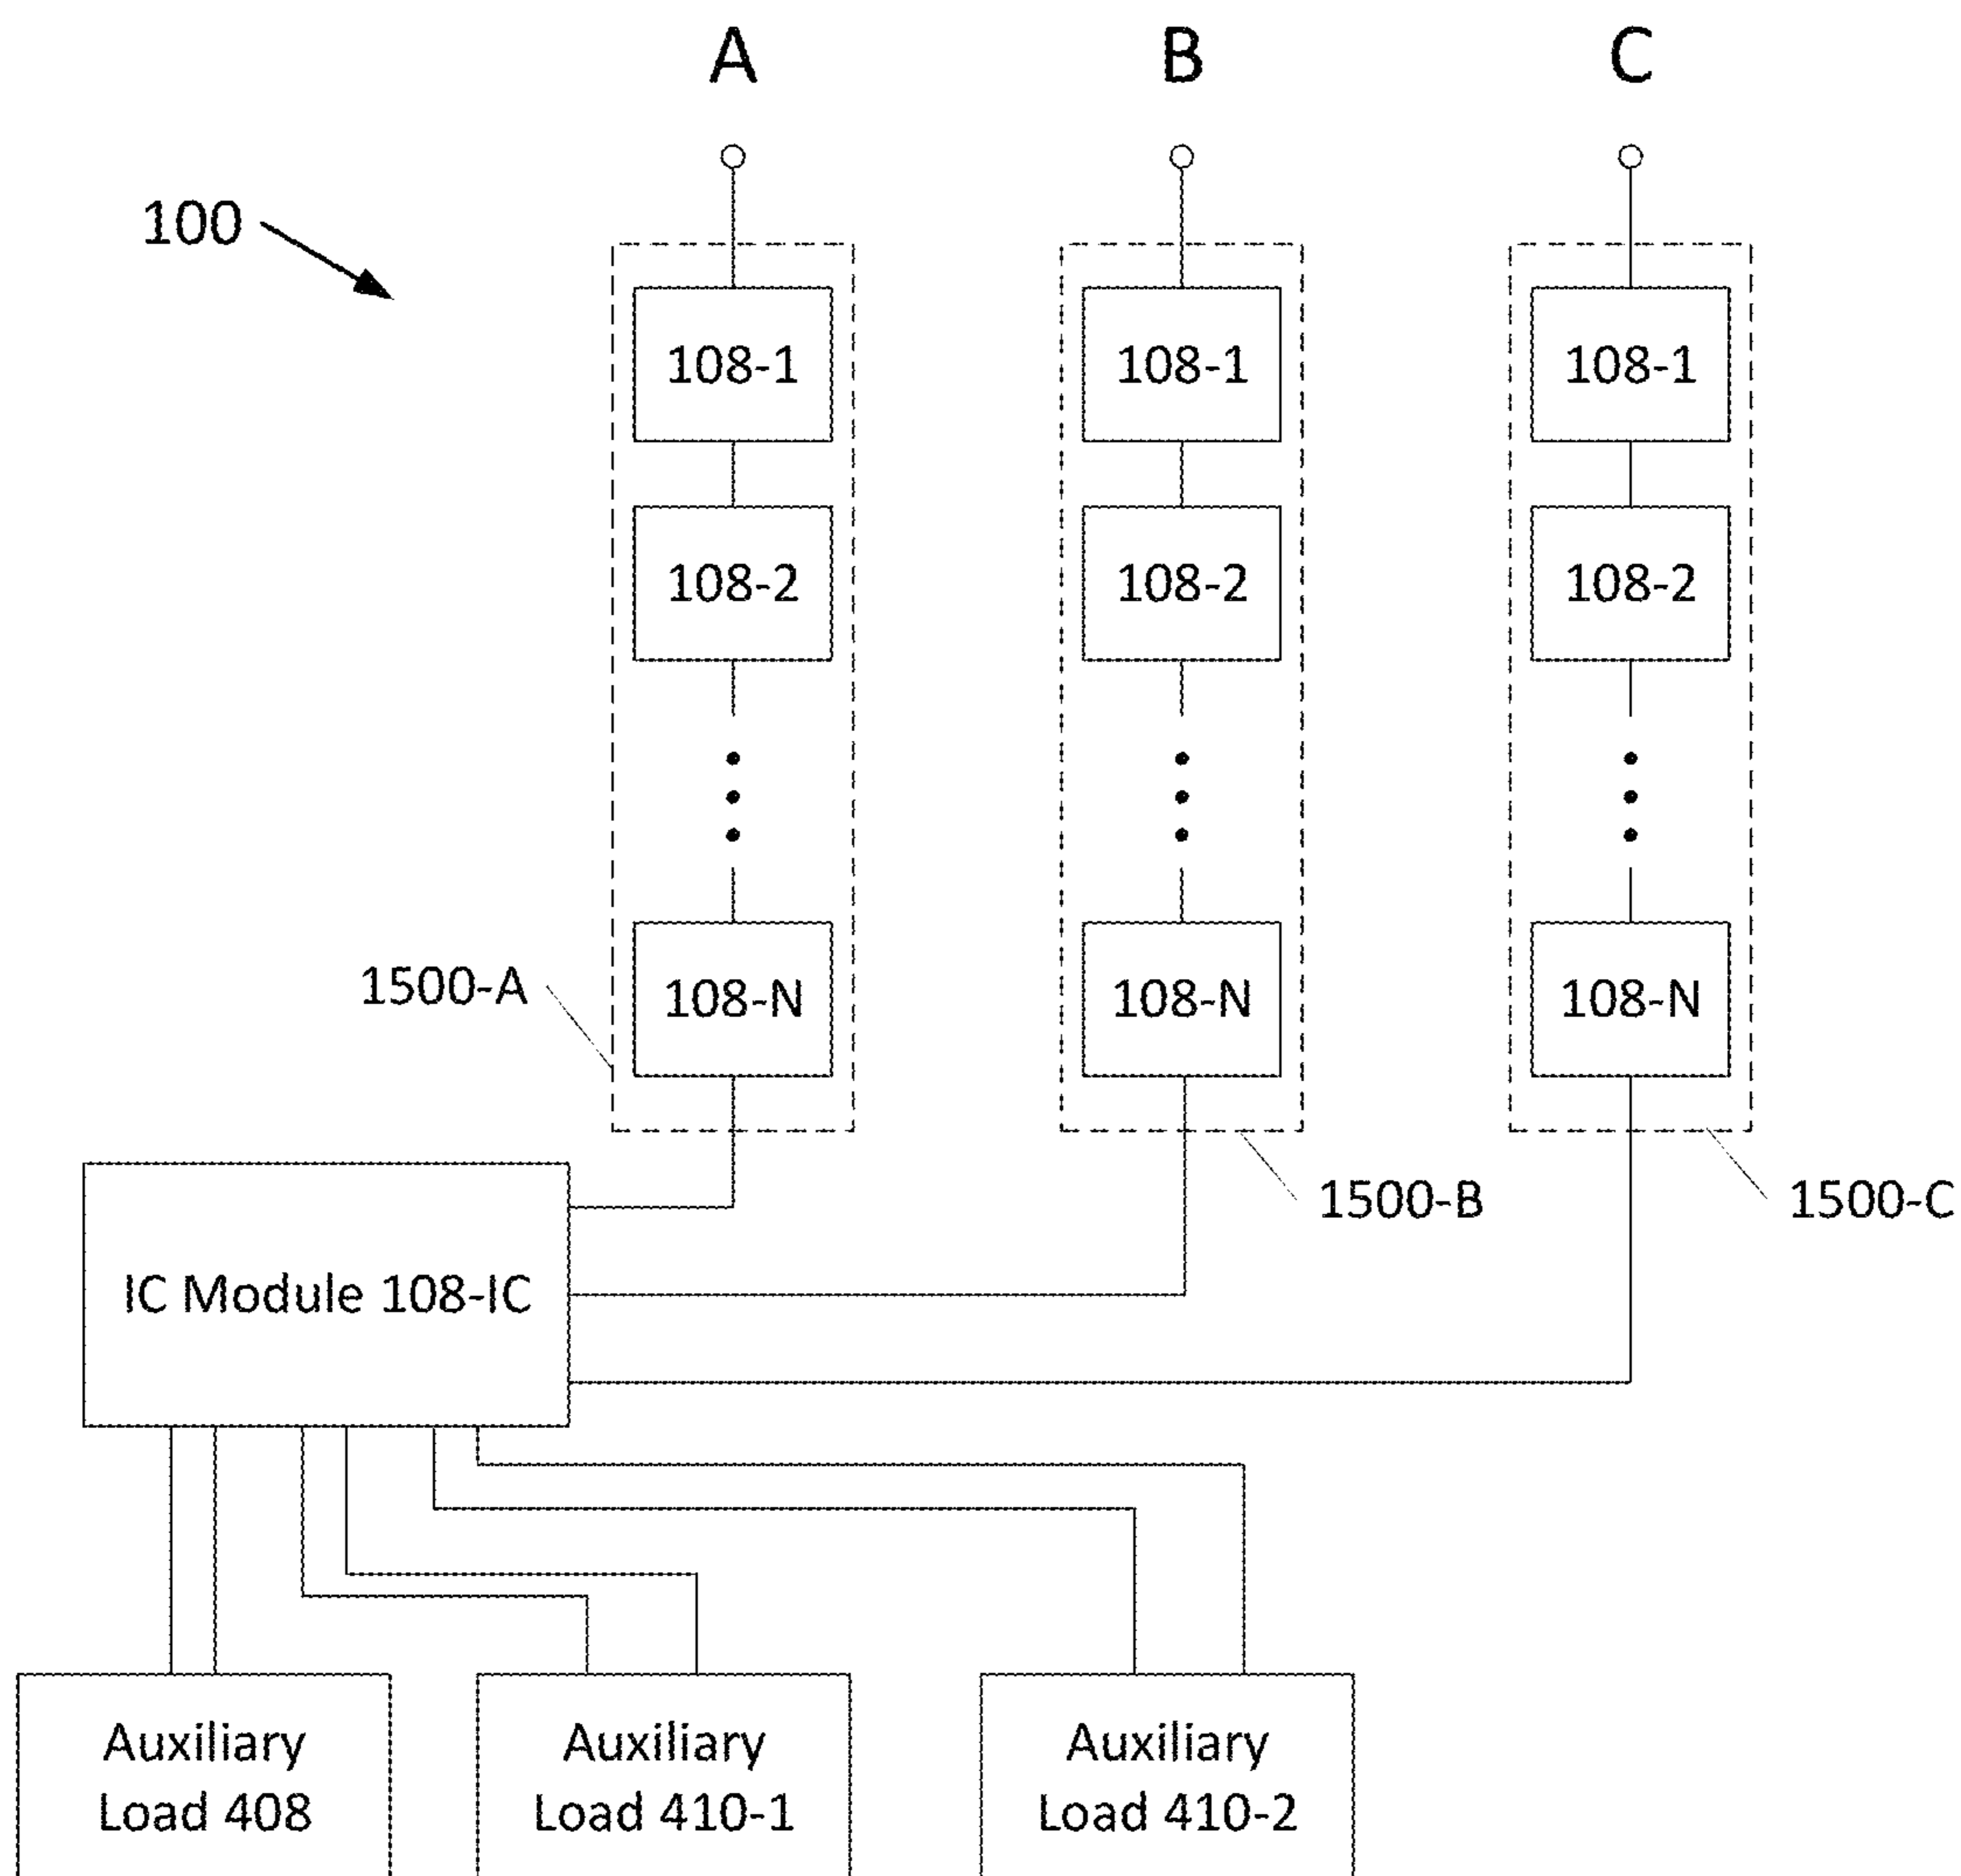 A B C
100
108-1 108-1 108-1
108-2 108-2 108-2
1500-A
108-N 108-N 108-N
1500-B 1500-C
IC Module 108-IC
Auxiliary
Load 408
Auxiliary
Load 410-1
Auxiliary
Load 410-2